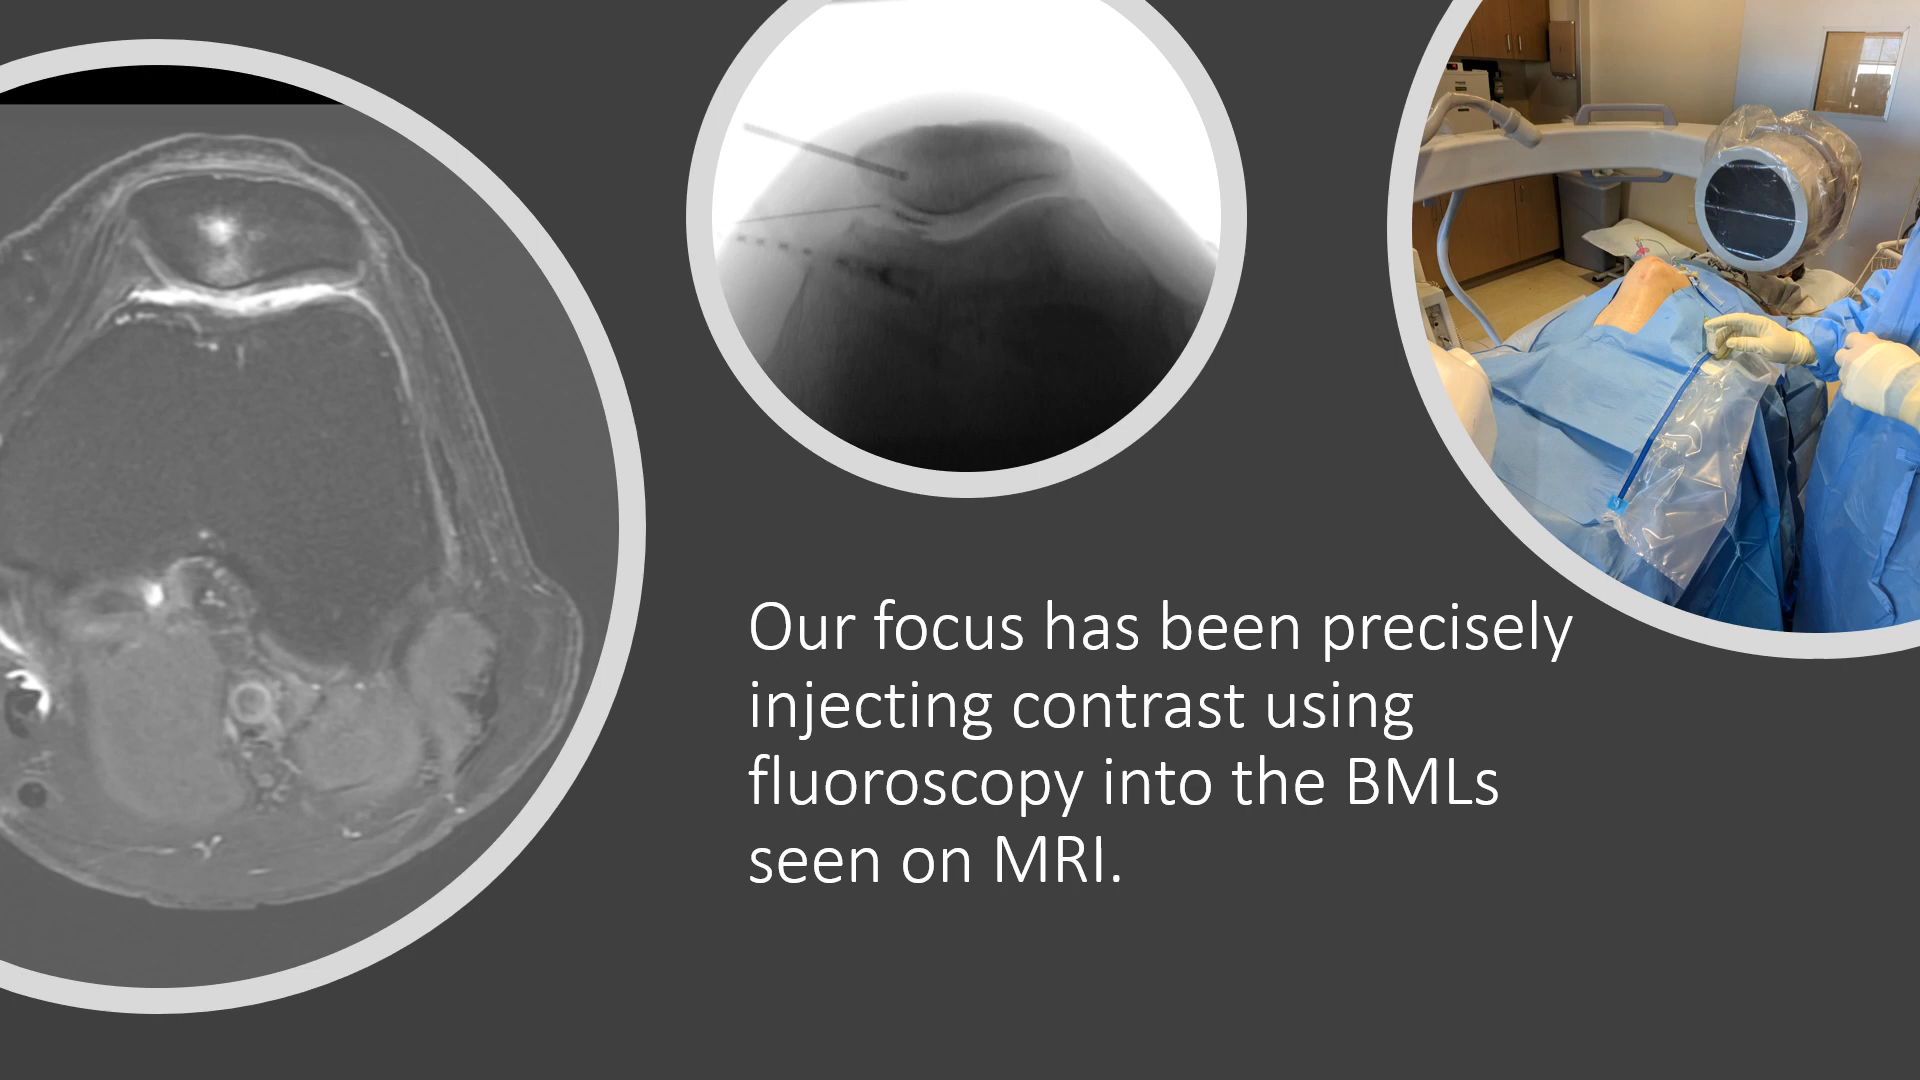 Our focus has been precisely
injecting contrast using
fluoroscopy into the BMLs
seen on MRI.